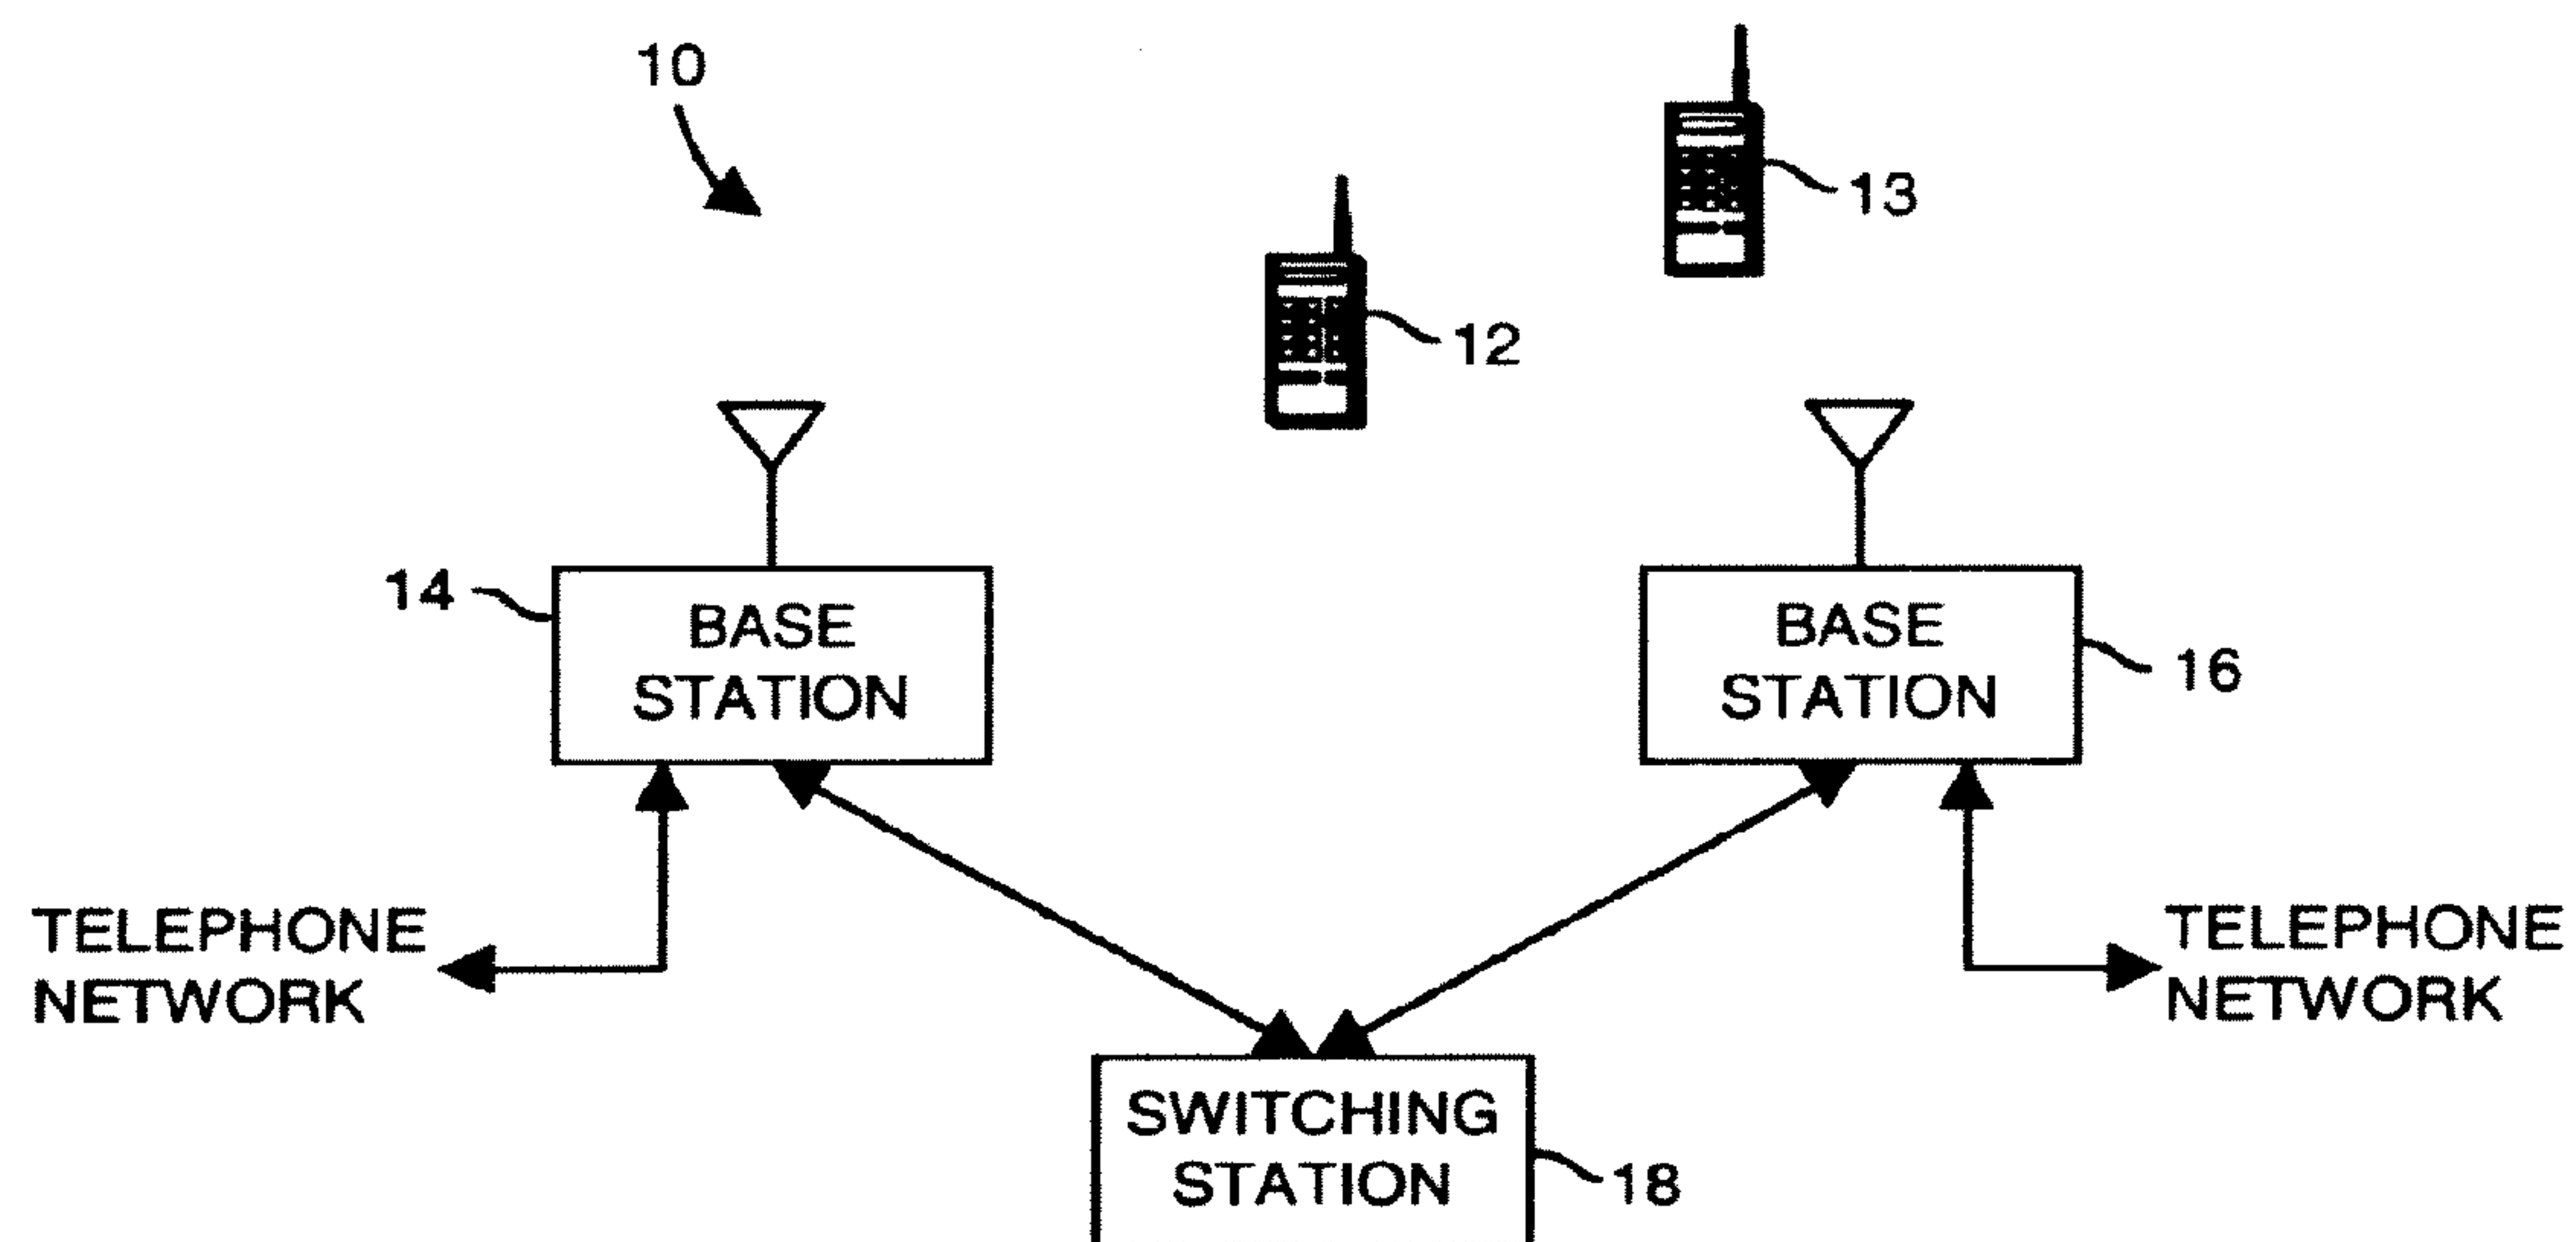 10
13
12
14
BASE
STATION
BASE
STATION
16
TELEPHONE
NETWORK
TELEPHONE
NETWORK
SWITCHING
STATION
18